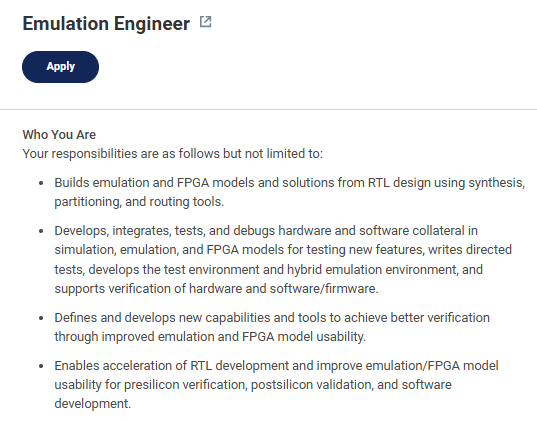 Emulation Engineer
Apply
Who You Are
Your responsibilities are as follows but not limited to:
• Builds emulation and FPGA models and solutions from RTL design using synthesis,
partitioning, and routing tools.
• Develops, integrates, tests, and debugs hardware and software collateral in
simulation, emulation, and FPGA models for testing new features, writes directed
tests, develops the test environment and hybrid emulation environment, and
supports verification of hardware and software/firmware.
• Defines and develops new capabilities and tools to achieve better verification
through improved emulation and FPGA model usability.
• Enables acceleration of RTL development and improve emulation/FPGA model
usability for presilicon verification, postsilicon validation, and software
development.